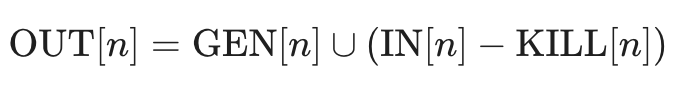 OUT[n] = GEN[n] ∪ (IN[n] − KILL[n])